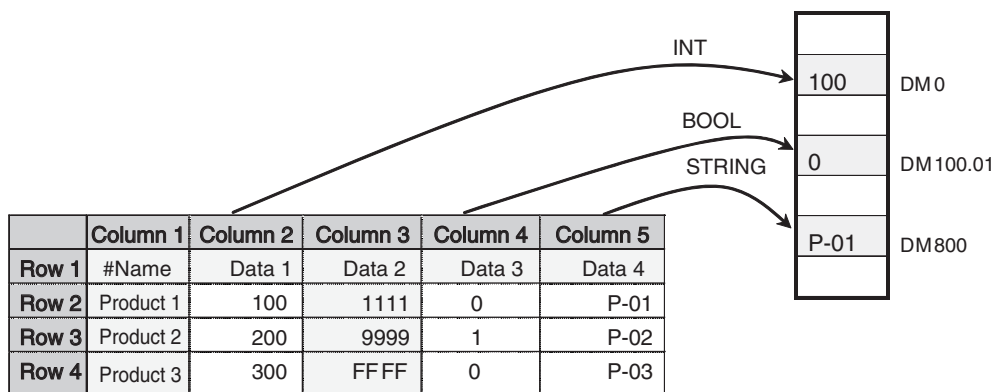 INT
100 DM0
BOOL
0 DM100.01
STRING
P-01 DM800
Column 1 Column 2 Column 3 Column 4 Column 5
Row 1 #Name Data 1 Data 2 Data 3 Data 4
Row 2 Product 1 100 1111 0 P-01
Row 3 Product 2 200 9999 1 P-02
Row 4 Product 3 300 FFFF 0 P-03